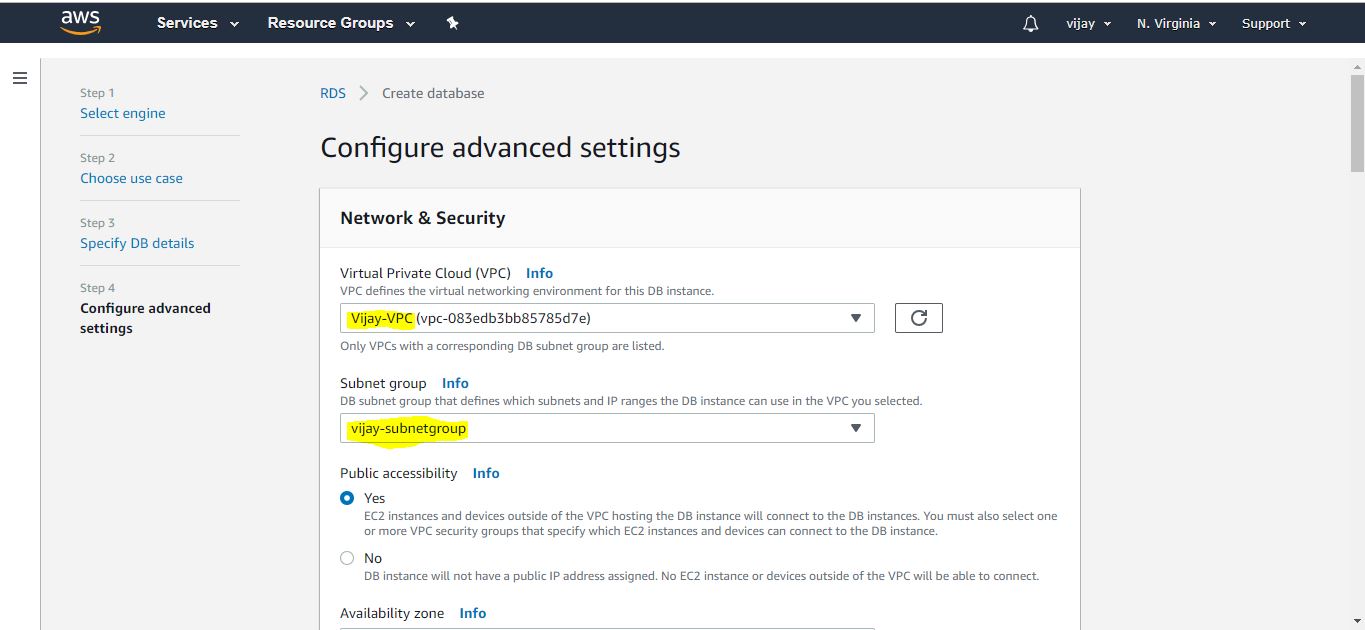 aws Services Resource Groups vijay N. Virginia Support
Step 1
Select engine
Step 2
Choose use case
Step 3
Specify DB details
Step 4
Configure advanced
settings
RDS Create database
Configure advanced settings
Network & Security
Virtual Private Cloud (VPC) Info
VPC defines the virtual networking environment for this DB instance.
Vijay-VPC (vpc-083edb3bb85785d7e)
Only VPCs with a corresponding DB subnet group are listed.
Subnet group Info
DB subnet group that defines which subnets and IP ranges the DB instance can use in the VPC you selected.
vijay-subnetgroup
Public accessibility Info
Yes
EC2 instances and devices outside of the VPC hosting the DB instance will connect to the DB instances. You must also select one
or more VPC security groups that specify which EC2 instances and devices can connect to the DB instance.
No
DB instance will not have a public IP address assigned. No EC2 instance or devices outside of the VPC will be able to connect.
Availability zone Info